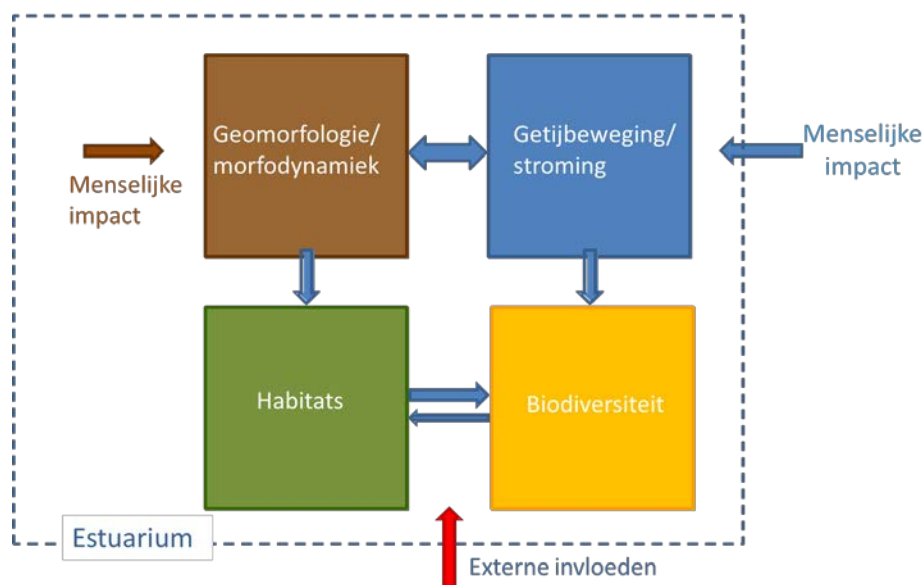 Geomorfologie/
morfodynamiek
Getijbeweging/
stroming
Menselijke
impact
Menselijke
impact
Habitats
Biodiversiteit
Estuarium
Externe invloeden